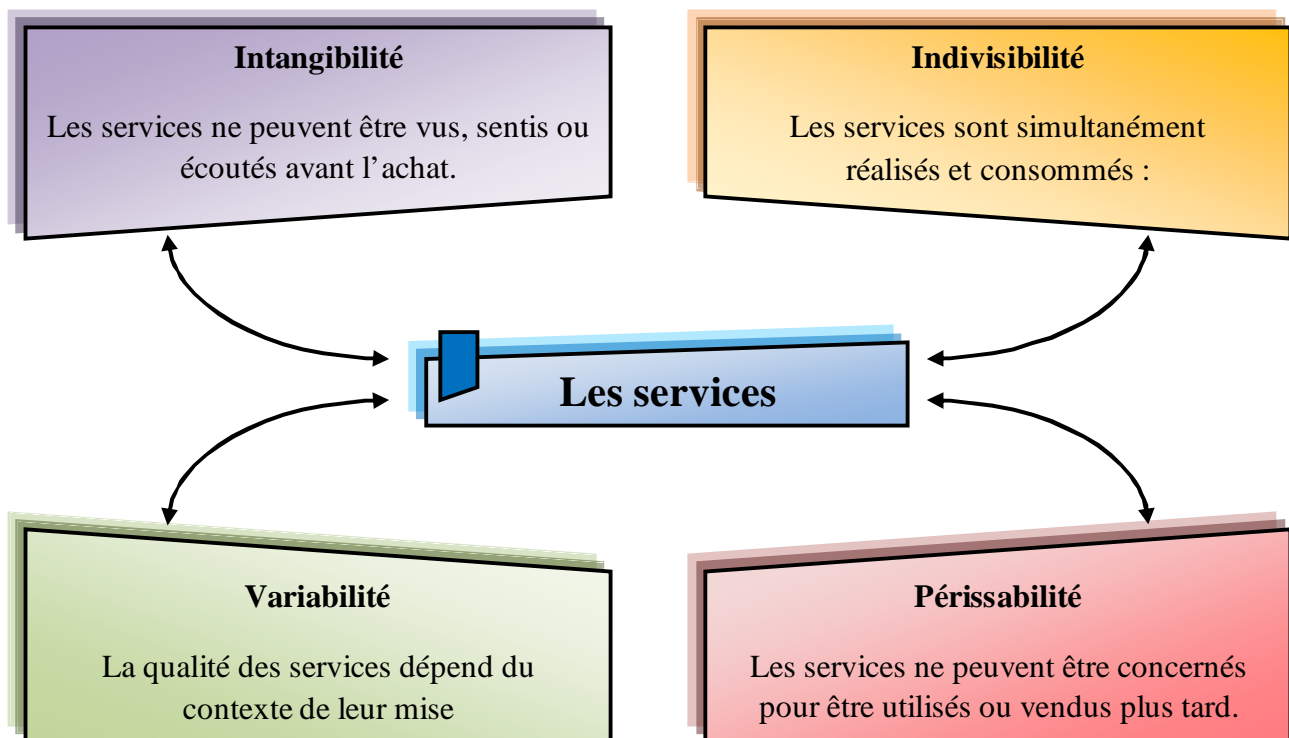 Intangibilité
Les services ne peuvent être vus, sentis ou
écoutés avant l’achat.
Indivisibilité
Les services sont simultanément
réalisés et consommés :
Les services
Variabilité
La qualité des services dépend du
contexte de leur mise
Périssabilité
Les services ne peuvent être concernés
pour être utilisés ou vendus plus tard.